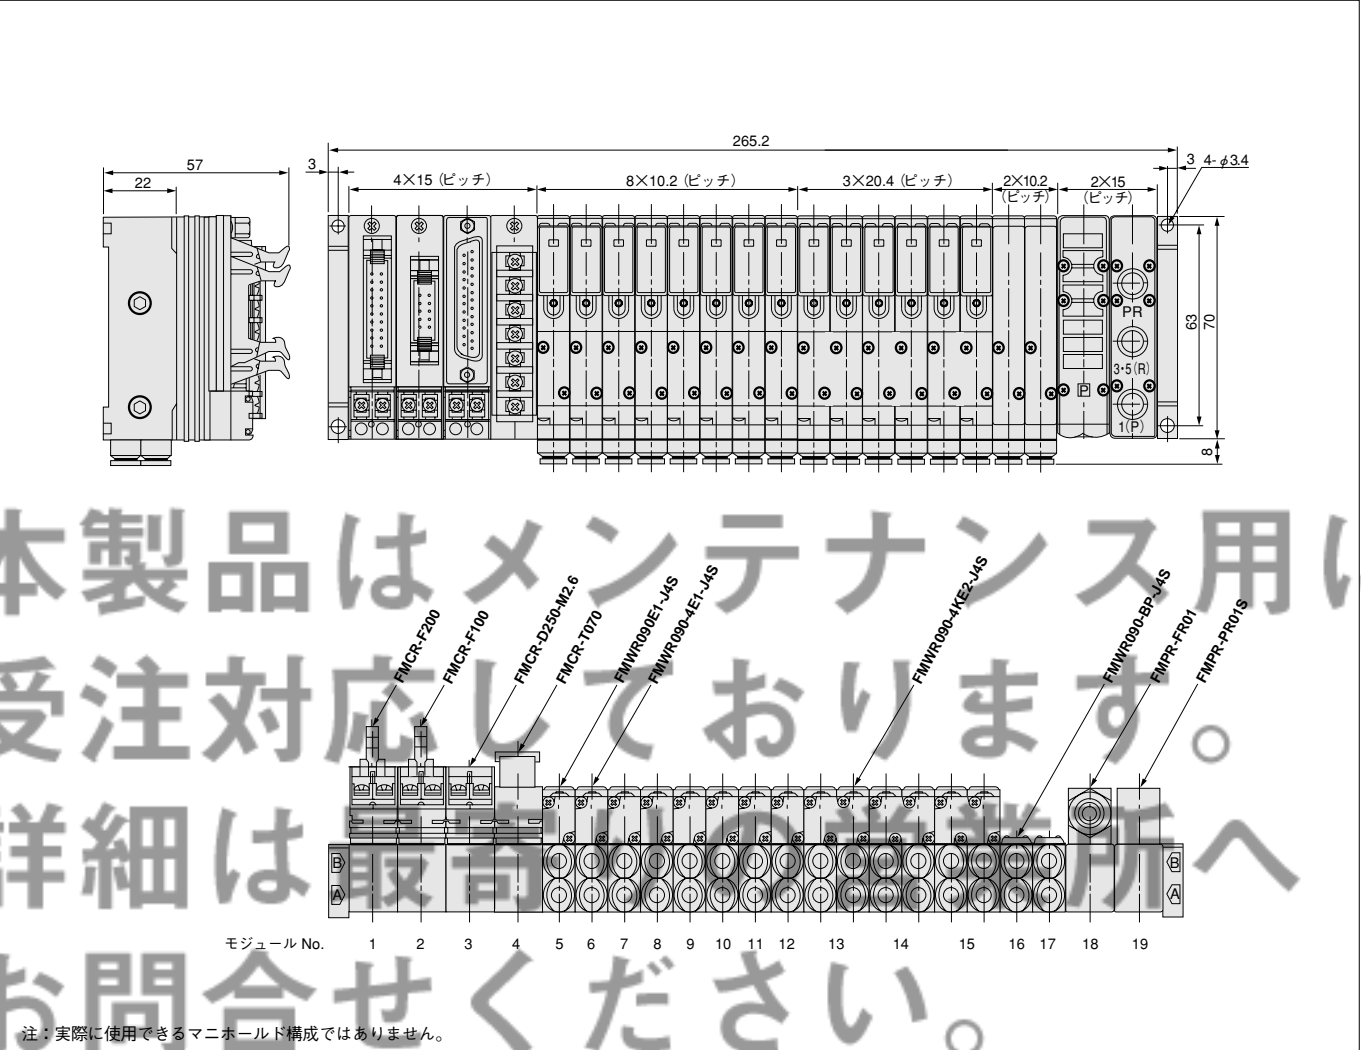 265.2
57
22
3
4×15(ピッチ)
8×10.2(ピッチ)
3×20.4(ピッチ)
2×10.2
(ピッチ)
2×15
(ピッチ)
3
4-φ3.4
63
70
8
PR
3・5(R)
1(P)
P
本製品はメンテナンス用に
受注対応しております。
詳細は最寄りの営業所へ
お問合せください。
FMCR-F200
FMCR-F100
FMCR-D250-M2.6
FMCR-T070
FMWR090E1-J4S
FMWR090-4E1-J4S
FMWR090-4KE2-J4S
FMWR090-BP-J4S
FMPR-FR01
FMPR-PR01S
B
A
B
A
モジュール No. 1 2 3 4 5 6 7 8 9 10 11 12 13 14 15 16 17 18 19
注:実際に使用できるマニホールド構成ではありません。